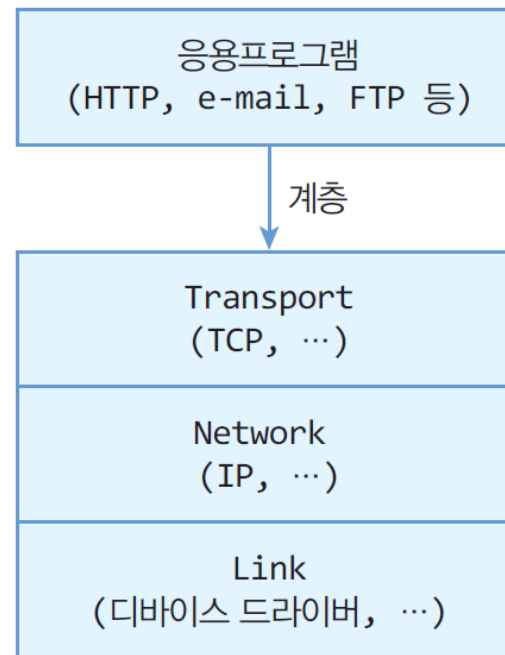 응용프로그램
(HTTP, e-mail, FTP 등)
계층
Transport
(TCP, …)
Network
(IP, …)
Link
(디바이스 드라이버, …)